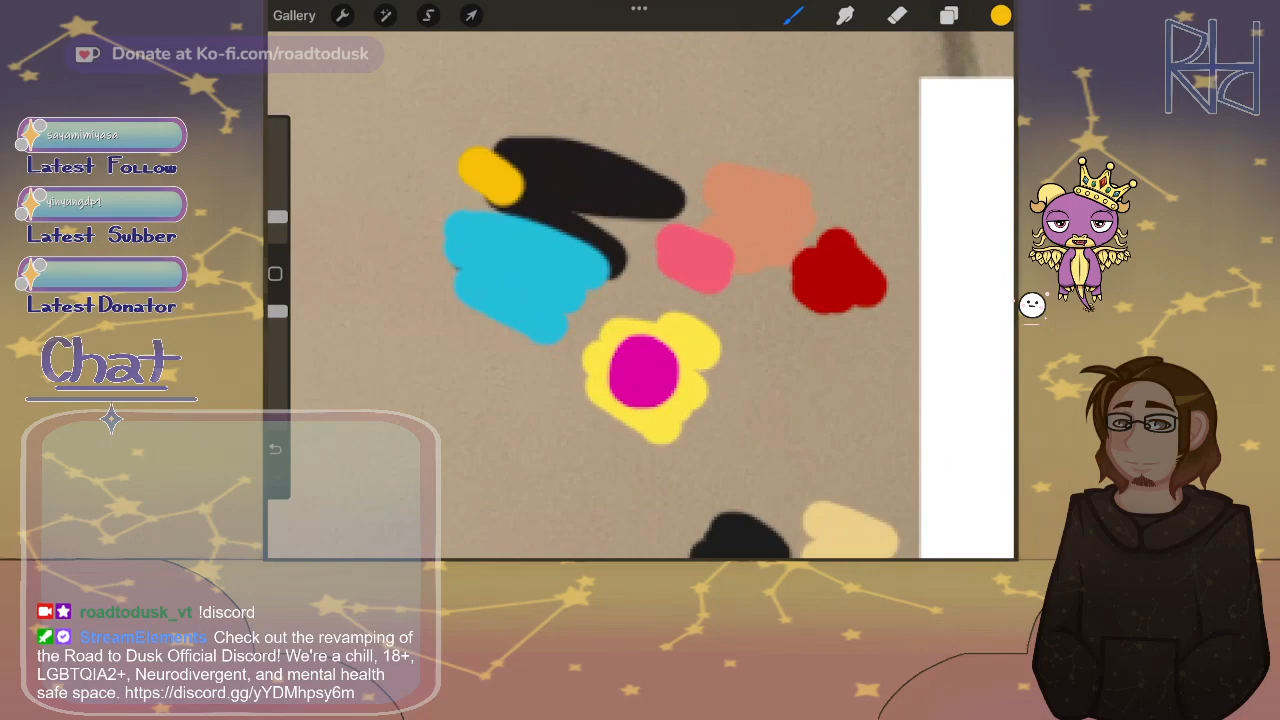 Gallery
Donate at Ko-fi.com/roadtodusk
sayamimiyasa
Latest Follow
yinyangdp1
Latest Subber
Latest Donator
Chat
roadtodusk_vt !discord
StreamElements Check out the revamping of
the Road to Dusk Official Discord! We're a chill, 18+,
LGBTQIA2+, Neurodivergent, and mental health
safe space. https://discord.gg/yYDMhpsy6m